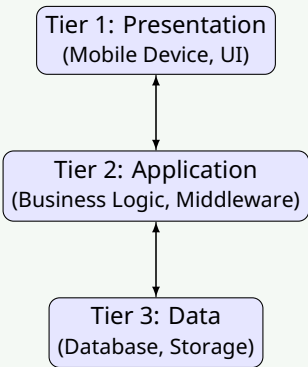 Tier 1: Presentation
(Mobile Device, UI)
Tier 2: Application
(Business Logic, Middleware)
Tier 3: Data
(Database, Storage)